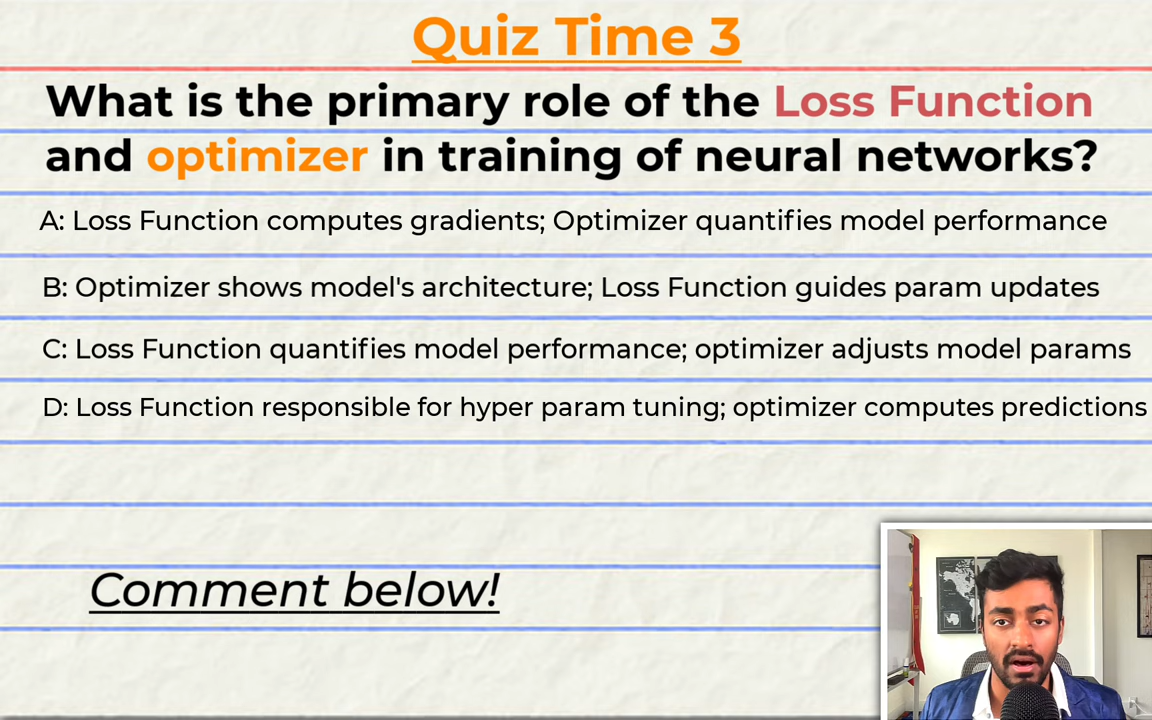 Quiz Time 3
What is the primary role of the Loss Function
and optimizer in training of neural networks?
A: Loss Function computes gradients; Optimizer quantifies model performance
B: Optimizer shows model's architecture; Loss Function guides param updates
C: Loss Function quantifies model performance; optimizer adjusts model params
D: Loss Function responsible for hyper param tuning; optimizer computes predictions
Comment below!